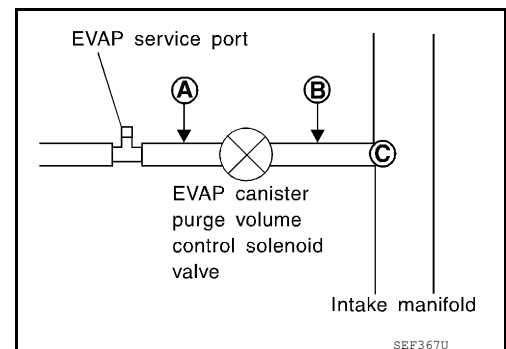 EVAP service port
A
B
C
EVAP canister
purge volume
control solenoid
valve
Intake manifold
SEF367U